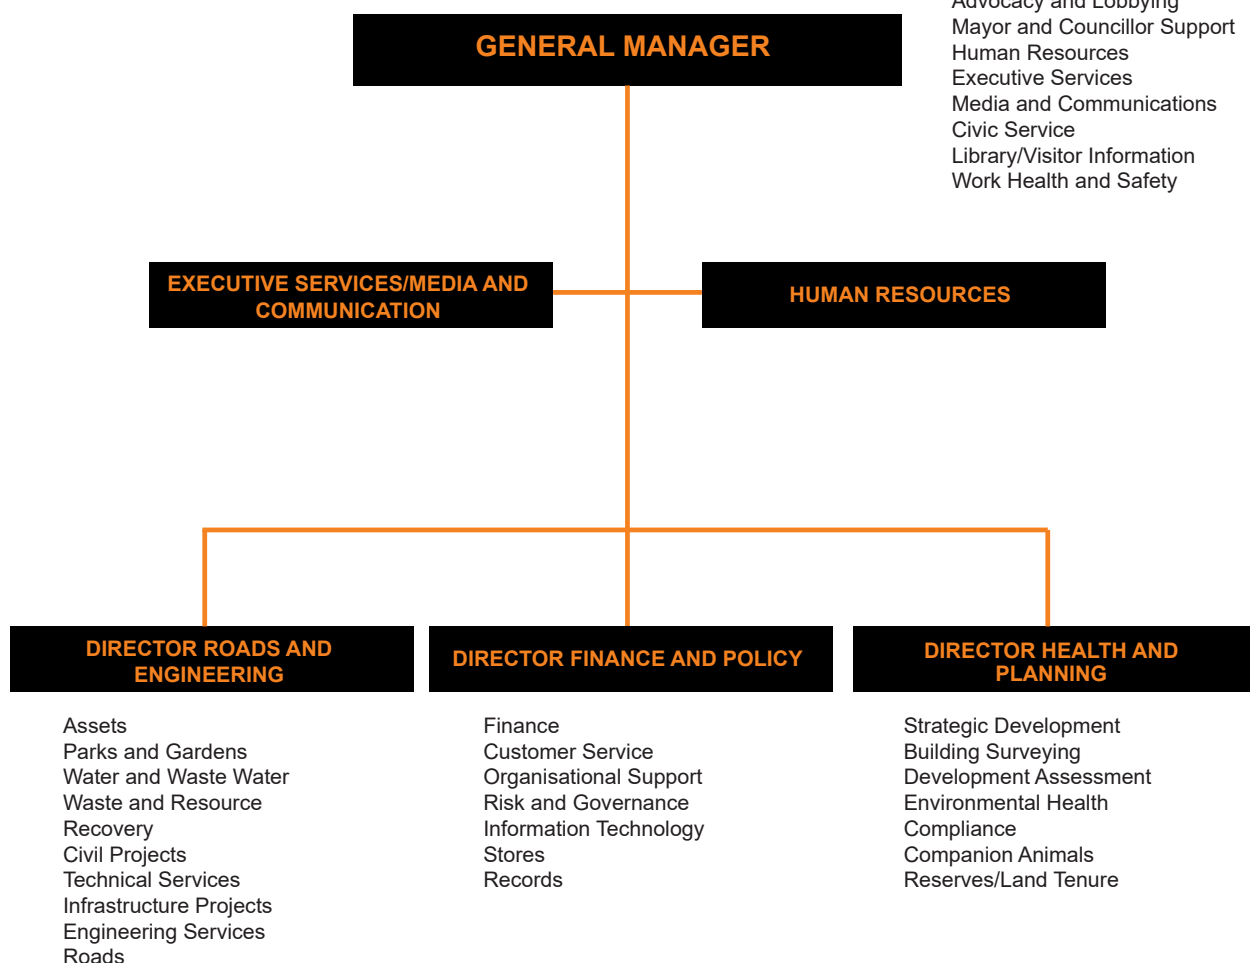 Advocacy and Lobbying
GENERAL MANAGER
Mayor and Councillor Support
Human Resources
Executive Services
Media and Communications
Civic Service
Library/Visitor Information
Work Health and Safety
EXECUTIVE SERVICES/MEDIA AND
COMMUNICATION
HUMAN RESOURCES
DIRECTOR ROADS AND
ENGINEERING
Assets
Parks and Gardens
Water and Waste Water
Waste and Resource
Recovery
Civil Projects
Technical Services
Infrastructure Projects
Engineering Services
Roads
DIRECTOR FINANCE AND POLICY
Finance
Customer Service
Organisational Support
Risk and Governance
Information Technology
Stores
Records
DIRECTOR HEALTH AND
PLANNING
Strategic Development
Building Surveying
Development Assessment
Environmental Health
Compliance
Companion Animals
Reserves/Land Tenure